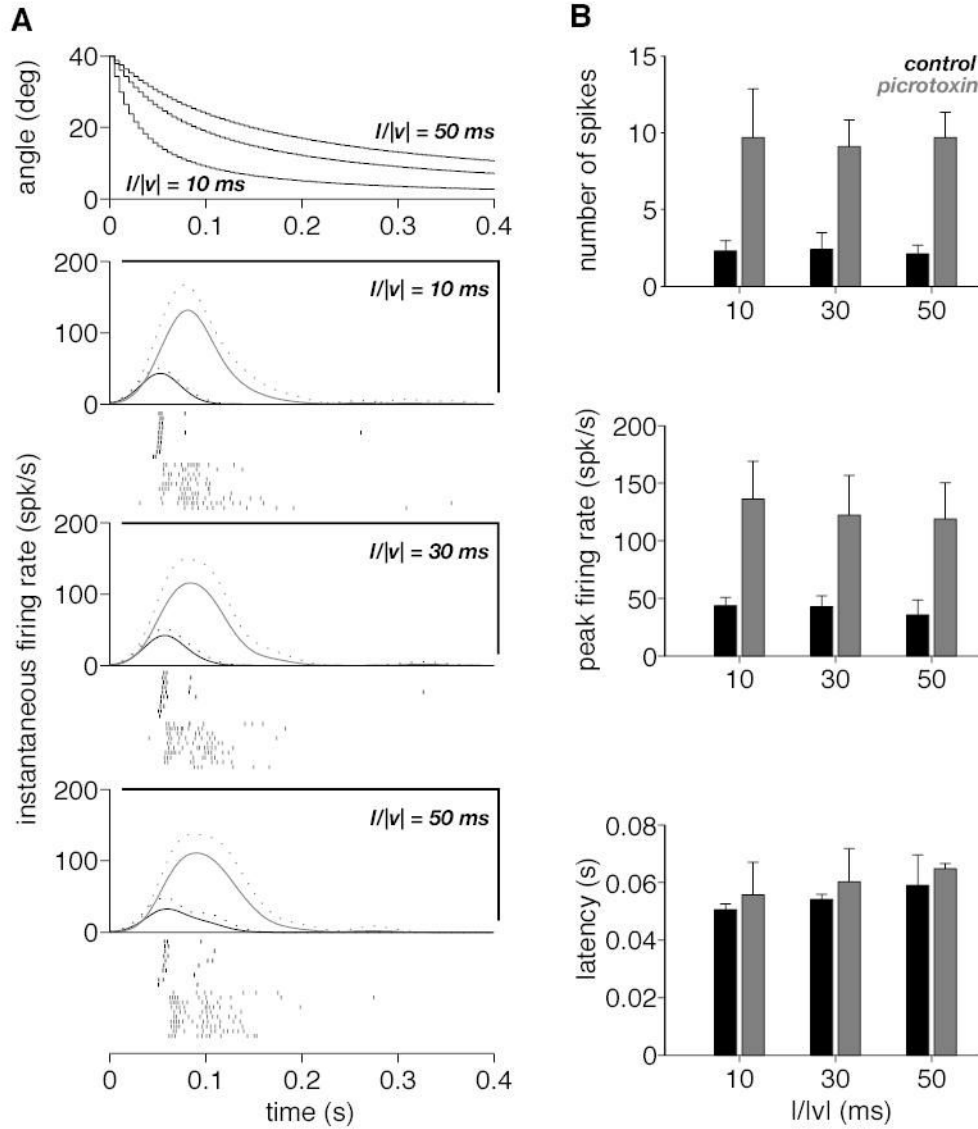 A
angle (deg)
40
20
0
l/|v| = 50 ms
l/|v| = 10 ms
0 0.1 0.2 0.3 0.4
instantaneous firing rate (spk/s)
200
100
0
l/|v| = 10 ms
200
100
0
l/|v| = 30 ms
200
100
0
l/|v| = 50 ms
0 0.1 0.2 0.3 0.4
time (s)
B
control
picrotoxin
number of spikes
15
10
5
0
10 30 50
peak firing rate (spk/s)
200
150
100
50
0
10 30 50
latency (s)
0.08
0.06
0.04
0.02
0
10 30 50
l/|v| (ms)